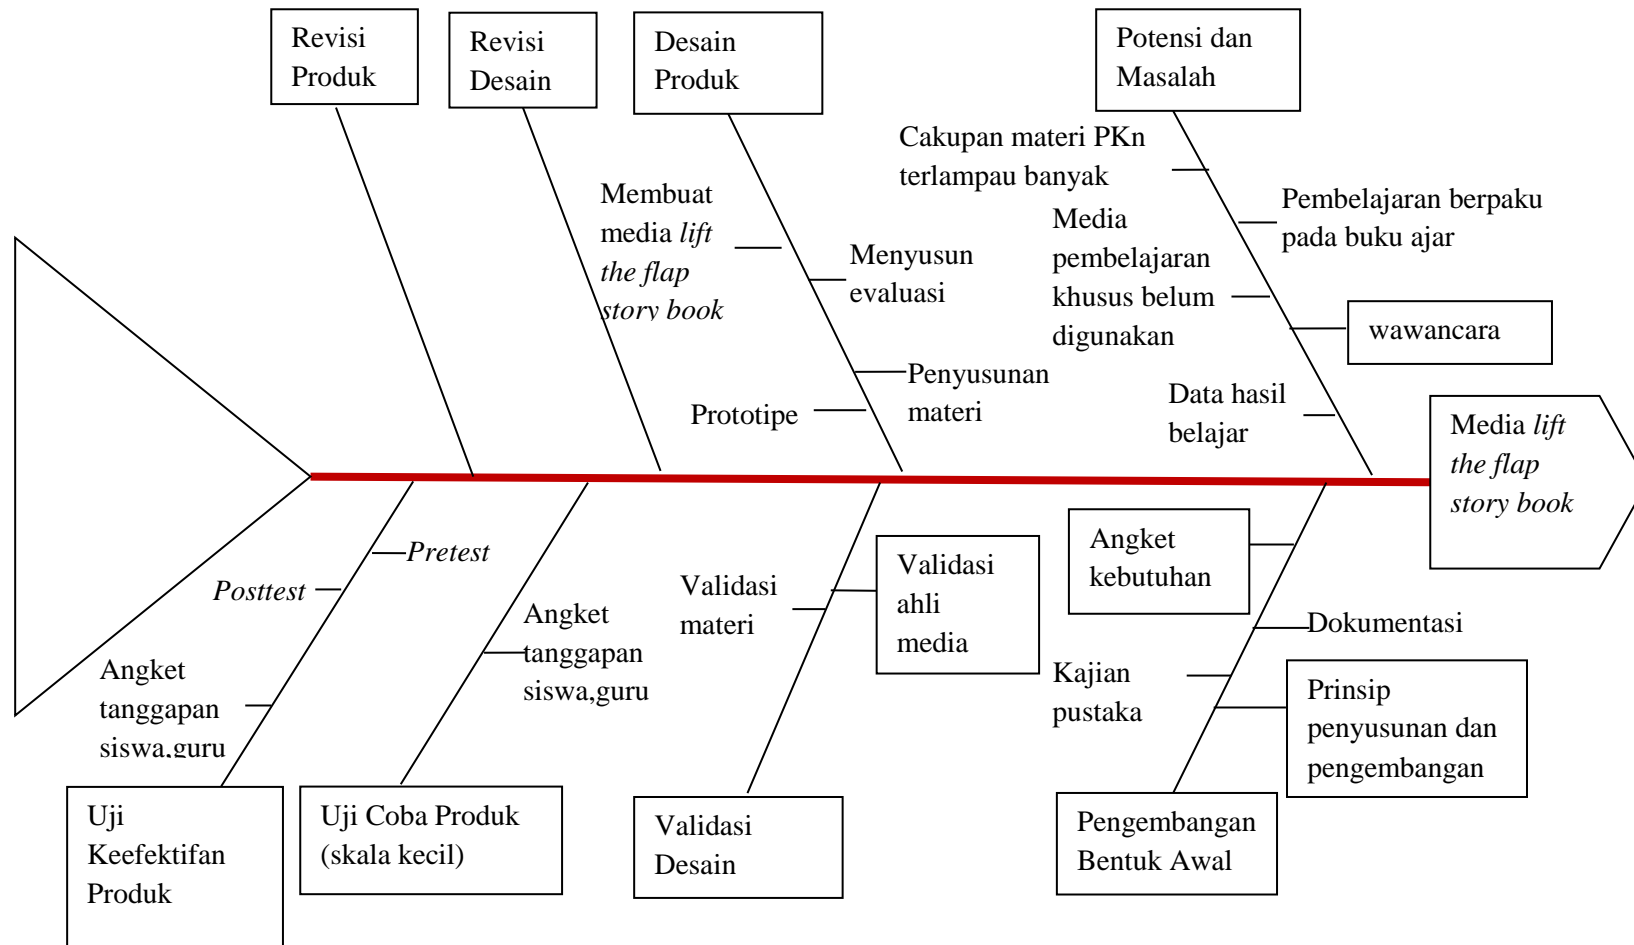 Revisi
Produk
Revisi
Desain
Desain
Produk
Potensi dan
Masalah
Cakupan materi PKn
terlampau banyak
Membuat
media lift
the flap
story book
Menyusun
evaluasi
Media
pembelajaran
khusus belum
digunakan
Pembelajaran berpaku
pada buku ajar
wawancara
Prototipe
Penyusunan
materi
Data hasil
belajar
Media lift
the flap
story book
Pretest
Posttest
Angket
tanggapan
siswa,guru
Angket
tanggapan
siswa,guru
Validasi
materi
Validasi
ahli
media
Angket
kebutuhan
Dokumentasi
Kajian
pustaka
Prinsip
penyusunan dan
pengembangan
Uji
Keefektifan
Produk
Uji Coba Produk
(skala kecil)
Validasi
Desain
Pengembangan
Bentuk Awal